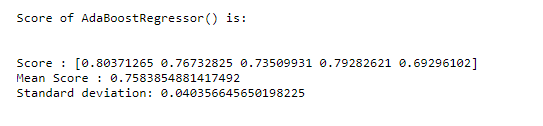 Score of AdaBoostRegressor() is:
Score : [0.80371265 0.76732825 0.73509931 0.79282621 0.69296102]
Mean Score : 0.7583854881417492
Standard deviation: 0.040356645650198225